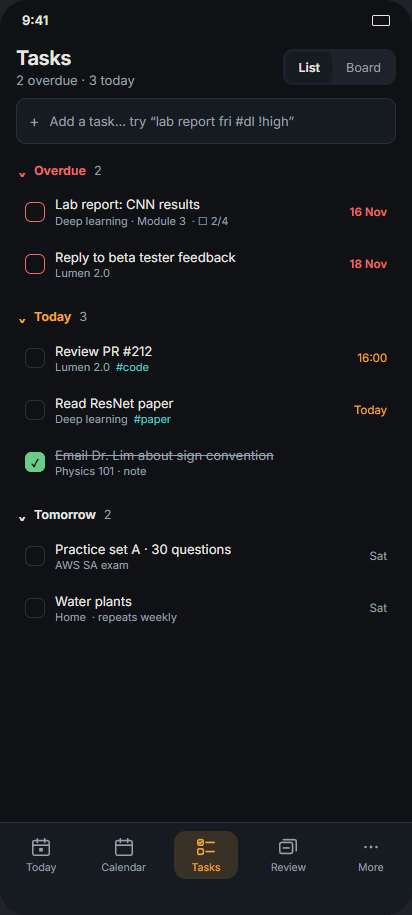 9:41
Tasks
2 overdue · 3 today
List
Board
+ Add a task... try “lab report fri #dl !high”
Overdue 2
Lab report: CNN results
Deep learning · Module 3 · ☐ 2/4
16 Nov
Reply to beta tester feedback
Lumen 2.0
18 Nov
Today 3
Review PR #212
Lumen 2.0 #code
16:00
Read ResNet paper
Deep learning #paper
Today
Email Dr. Lim about sign convention
Physics 101 · note
Tomorrow 2
Practice set A · 30 questions
AWS SA exam
Sat
Water plants
Home · repeats weekly
Sat
Today
Calendar
Tasks
Review
More